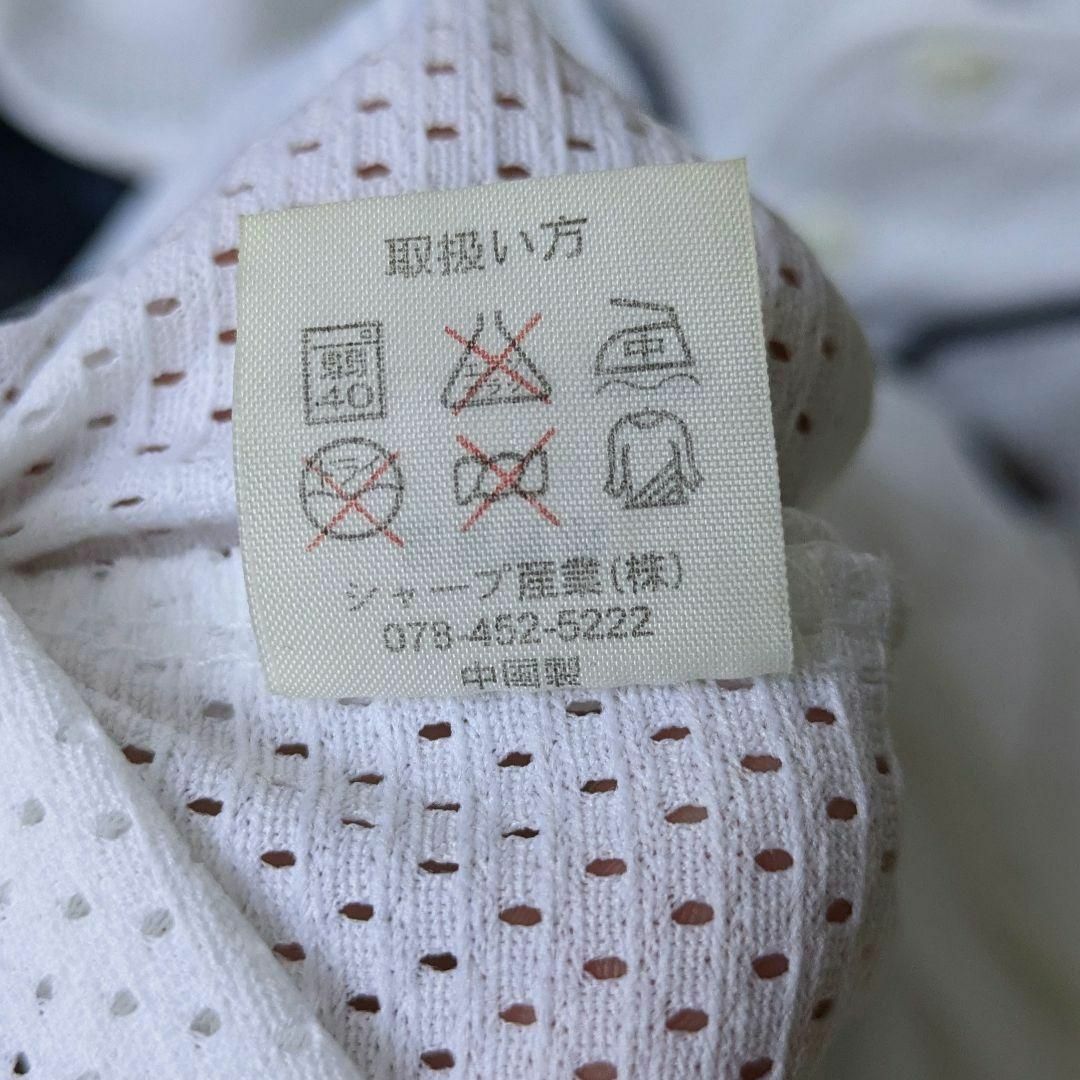 取扱い方
弱
40
中
シャープ産業(株)
078-452-5222
中国製